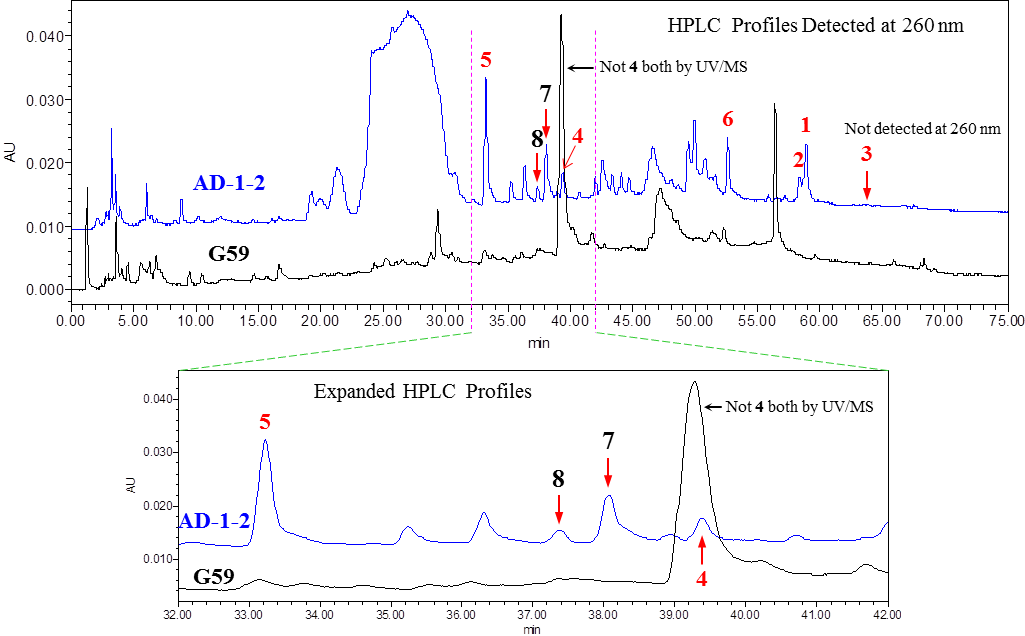 HPLC Profiles Detected at 260 nm
0.040
5
Not 4 both by UV/MS
0.030
7
8
4
6
1
Not detected at 260 nm
2
3
AU
0.020
AD-1-2
0.010
G59
0.000
0.00 5.00 10.00 15.00 20.00 25.00 30.00 35.00 40.00 45.00 50.00 55.00 60.00 65.00 70.00 75.00
min
Expanded HPLC Profiles
0.040
Not 4 both by UV/MS
5
7
0.030
8
AU
0.020
AD-1-2
0.010
G59
4
32.00 33.00 34.00 35.00 36.00 37.00 38.00 39.00 40.00 41.00 42.00
min